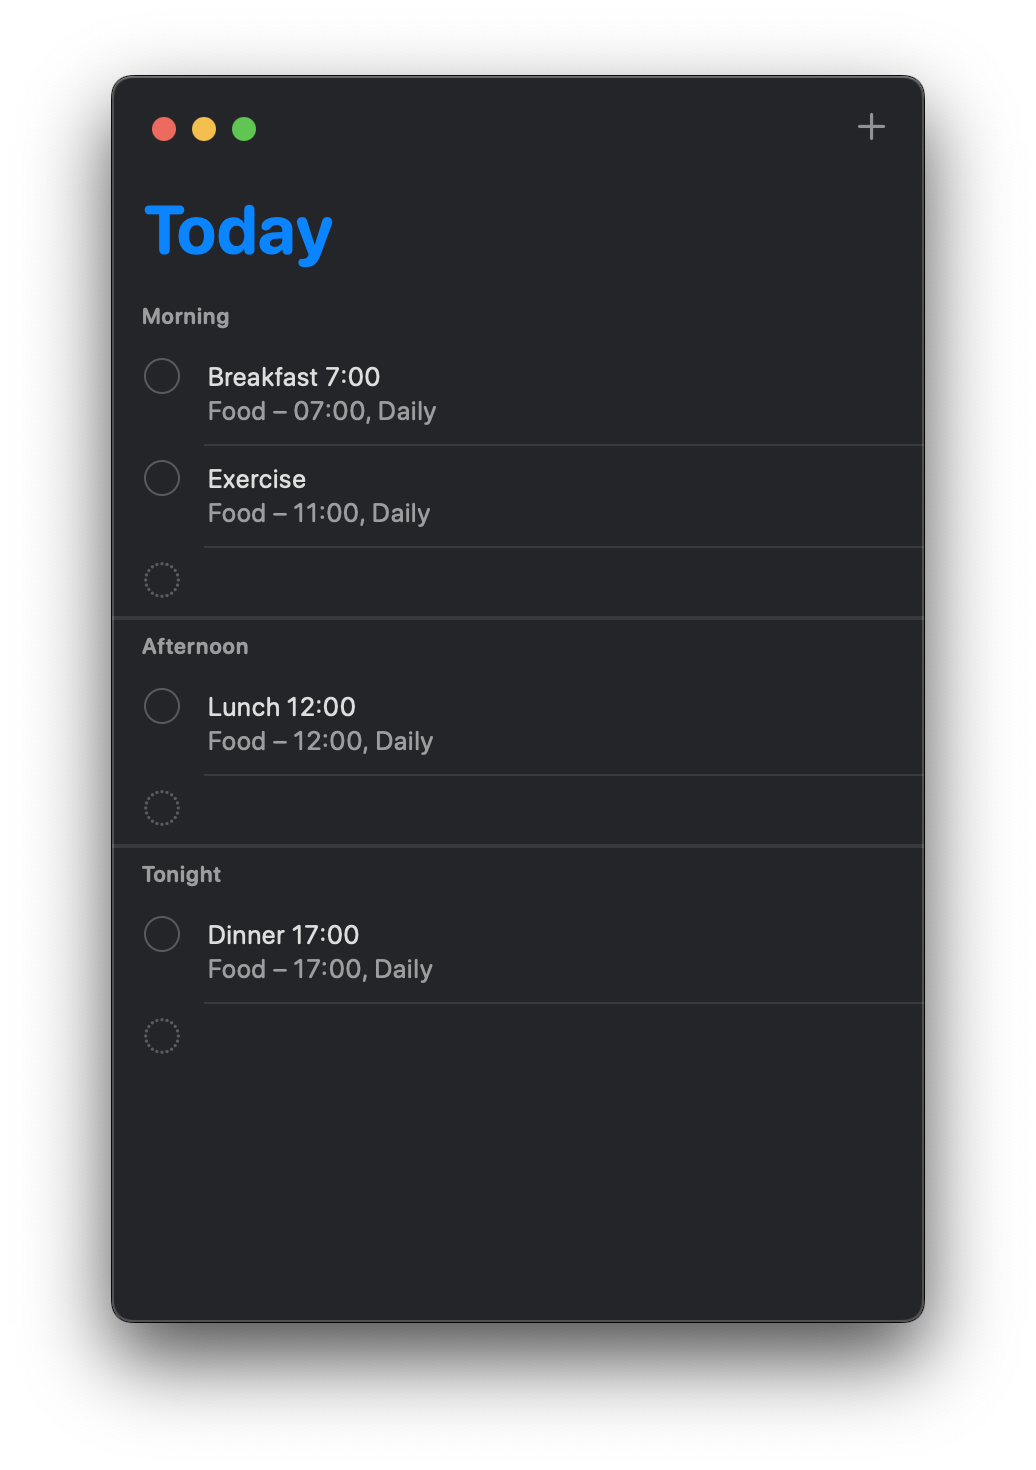 Today
Morning
Breakfast 7:00
Food – 07:00, Daily
Exercise
Food – 11:00, Daily
Afternoon
Lunch 12:00
Food – 12:00, Daily
Tonight
Dinner 17:00
Food – 17:00, Daily